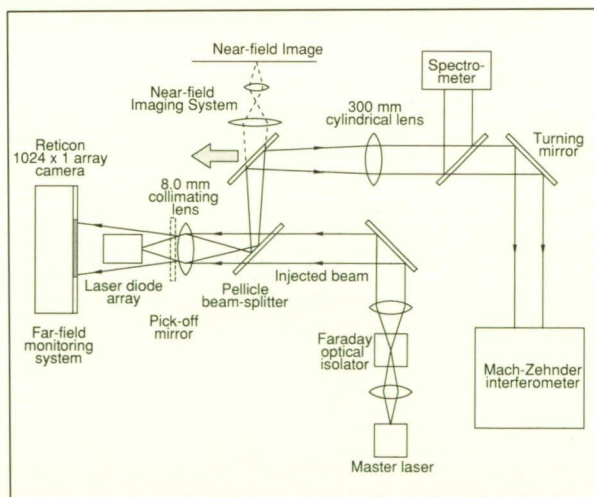 Near-field Image
Near-field
Imaging System
Spectro-
meter
300 mm
cylindrical lens
Turning
mirror
Reticon
1024 x 1 array
camera
8.0 mm
collimating
lens
Laser diode
array
Pellicle
beam-splitter
Injected beam
Pick-off
mirror
Far-field
monitoring
system
Faraday
optical
isolator
Mach-Zehnder
interferometer
Master laser